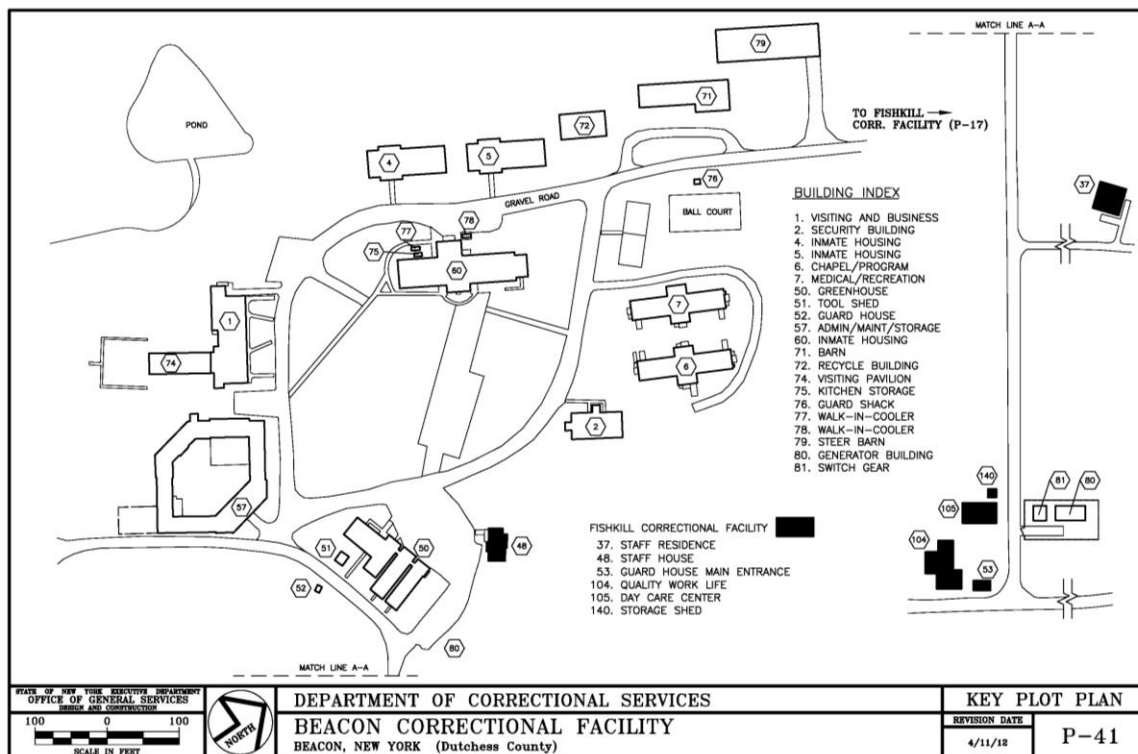 MATCH LINE A-A
79
71
72
TO FISHKILL
CORR. FACILITY (P-17)
POND
4
5
76
37
GRAVEL ROAD
BALL COURT
78
77
75
60
7
1
74
6
2
57
BUILDING INDEX
1. VISITING AND BUSINESS
2. SECURITY BUILDING
4. INMATE HOUSING
5. INMATE HOUSING
6. CHAPEL/PROGRAM
7. MEDICAL/RECREATION
50. GREENHOUSE
51. TOOL SHED
52. GUARD HOUSE
57. ADMIN/MAINT/STORAGE
60. INMATE HOUSING
71. BARN
72. RECYCLE BUILDING
74. VISITING PAVILION
75. KITCHEN STORAGE
76. GUARD SHACK
77. WALK-IN-COOLER
78. WALK-IN-COOLER
79. STEER BARN
80. GENERATOR BUILDING
81. SWITCH GEAR
140
81
80
105
104
53
51
50
48
52
80
FISHKILL CORRECTIONAL FACILITY
37. STAFF RESIDENCE
48. STAFF HOUSE
53. GUARD HOUSE MAIN ENTRANCE
104. QUALITY WORK LIFE
105. DAY CARE CENTER
140. STORAGE SHED
MATCH LINE A-A
STATE OF NEW YORK EXECUTIVE DEPARTMENT
OFFICE OF GENERAL SERVICES
DESIGN AND CONSTRUCTION
100 0 100
SCALE IN FEET
NORTH
DEPARTMENT OF CORRECTIONAL SERVICES
BEACON CORRECTIONAL FACILITY
BEACON, NEW YORK (Dutchess County)
KEY PLOT PLAN
REVISION DATE
4/11/12
P-41